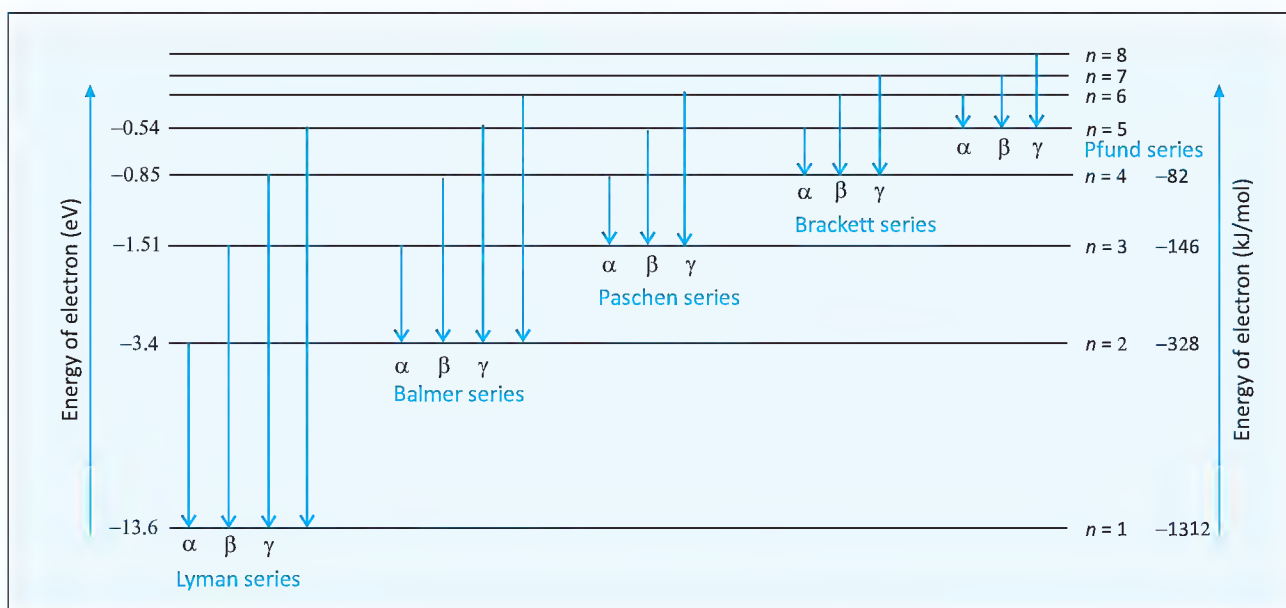 n = 8
n = 7
n = 6
−0.54 n = 5
α β γ Pfund series
−0.85 n = 4 −82
α β γ
Brackett series
−1.51 n = 3 −146
α β γ
Paschen series
−3.4 n = 2 −328
α β γ
Balmer series
−13.6 n = 1 −1312
α β γ
Lyman series
Energy of electron (eV)
Energy of electron (kJ/mol)